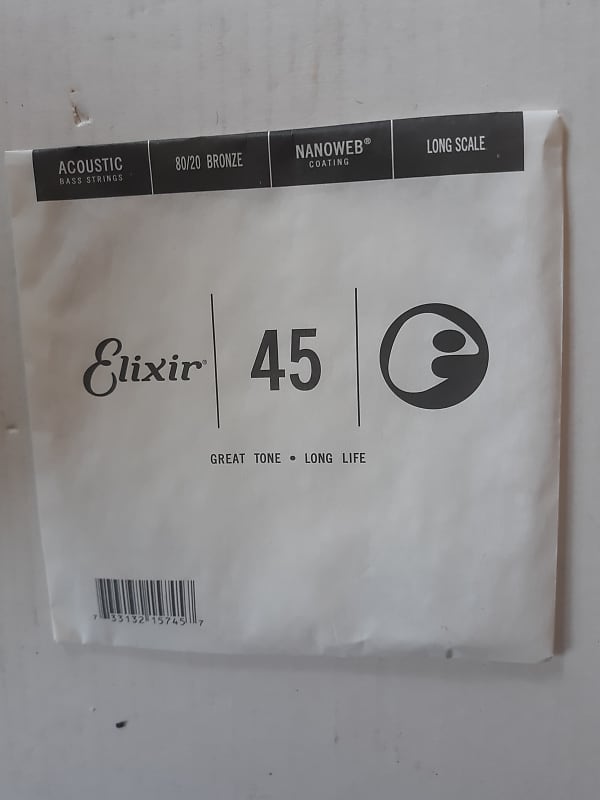 ACOUSTIC
BASS STRINGS
80/20 BRONZE
NANOWEB®
COATING
LONG SCALE
Elixir®
45
GREAT TONE • LONG LIFE
7 33132 15745 7